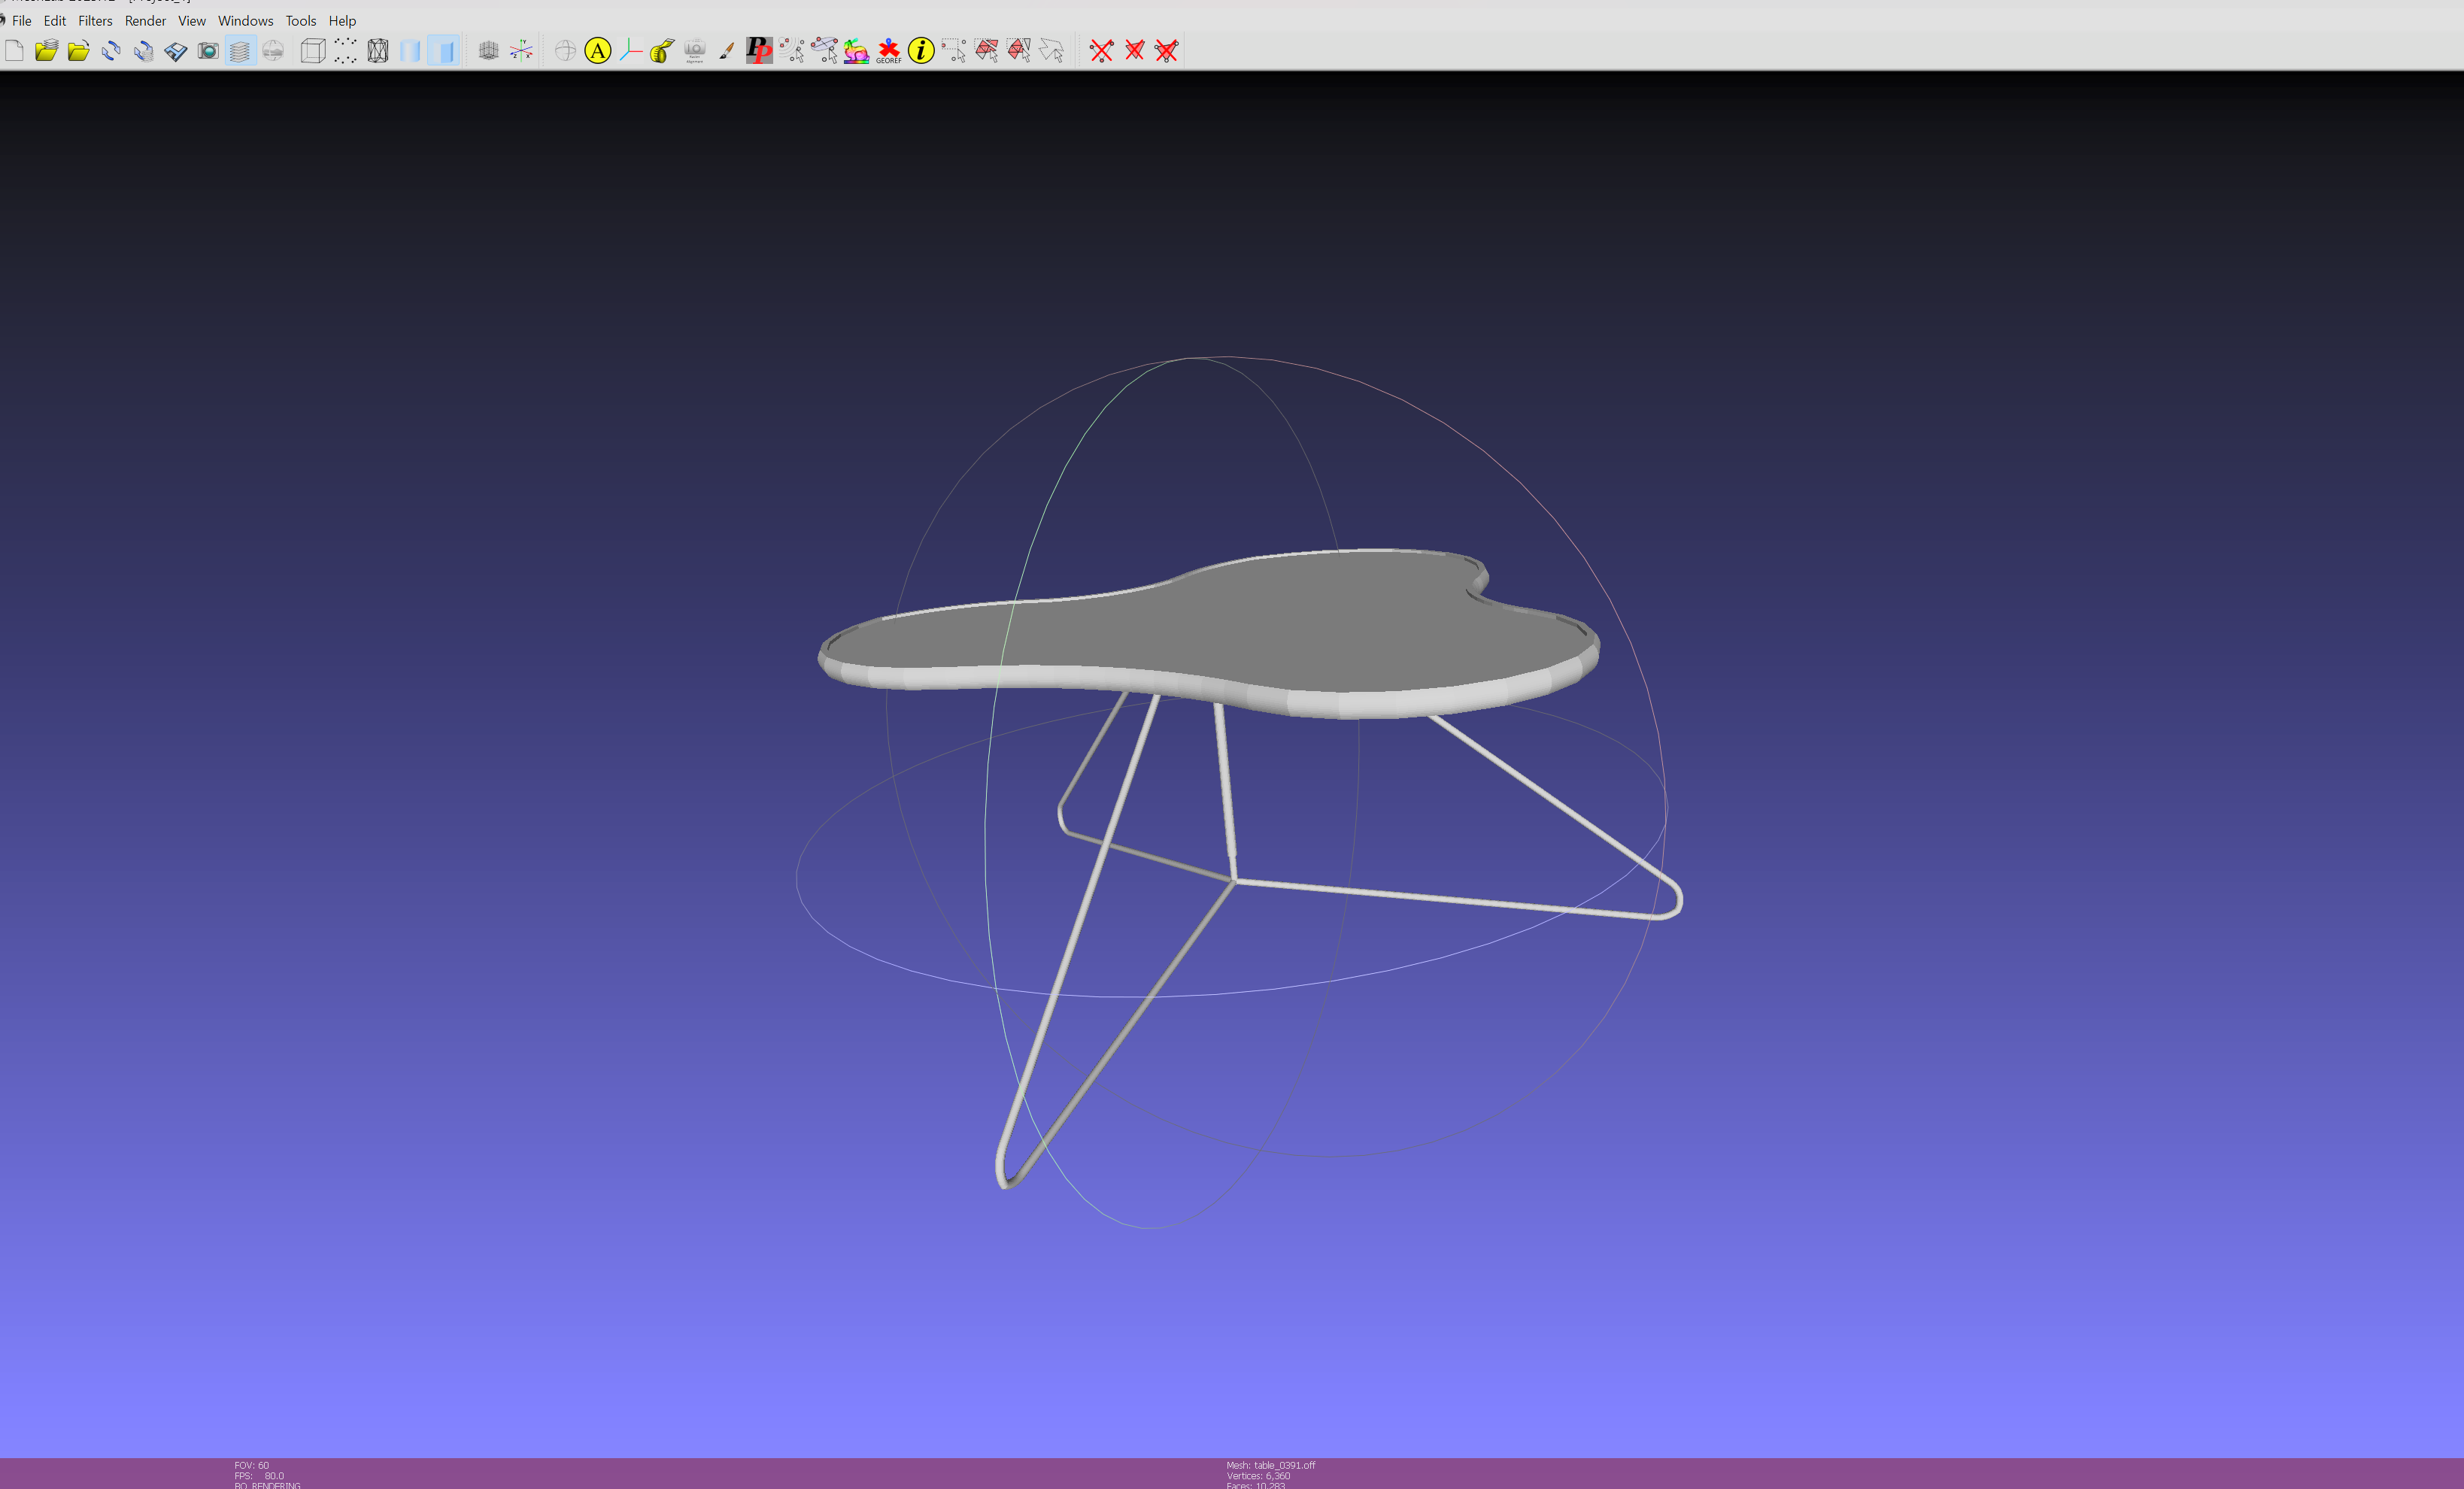 File Edit Filters Render View Windows Tools Help
A PP GEOREF i
FOV: 60
FPS: 80.0
BO_RENDERING
Mesh: table_0391.off
Vertices: 6,360
Faces: 10,283